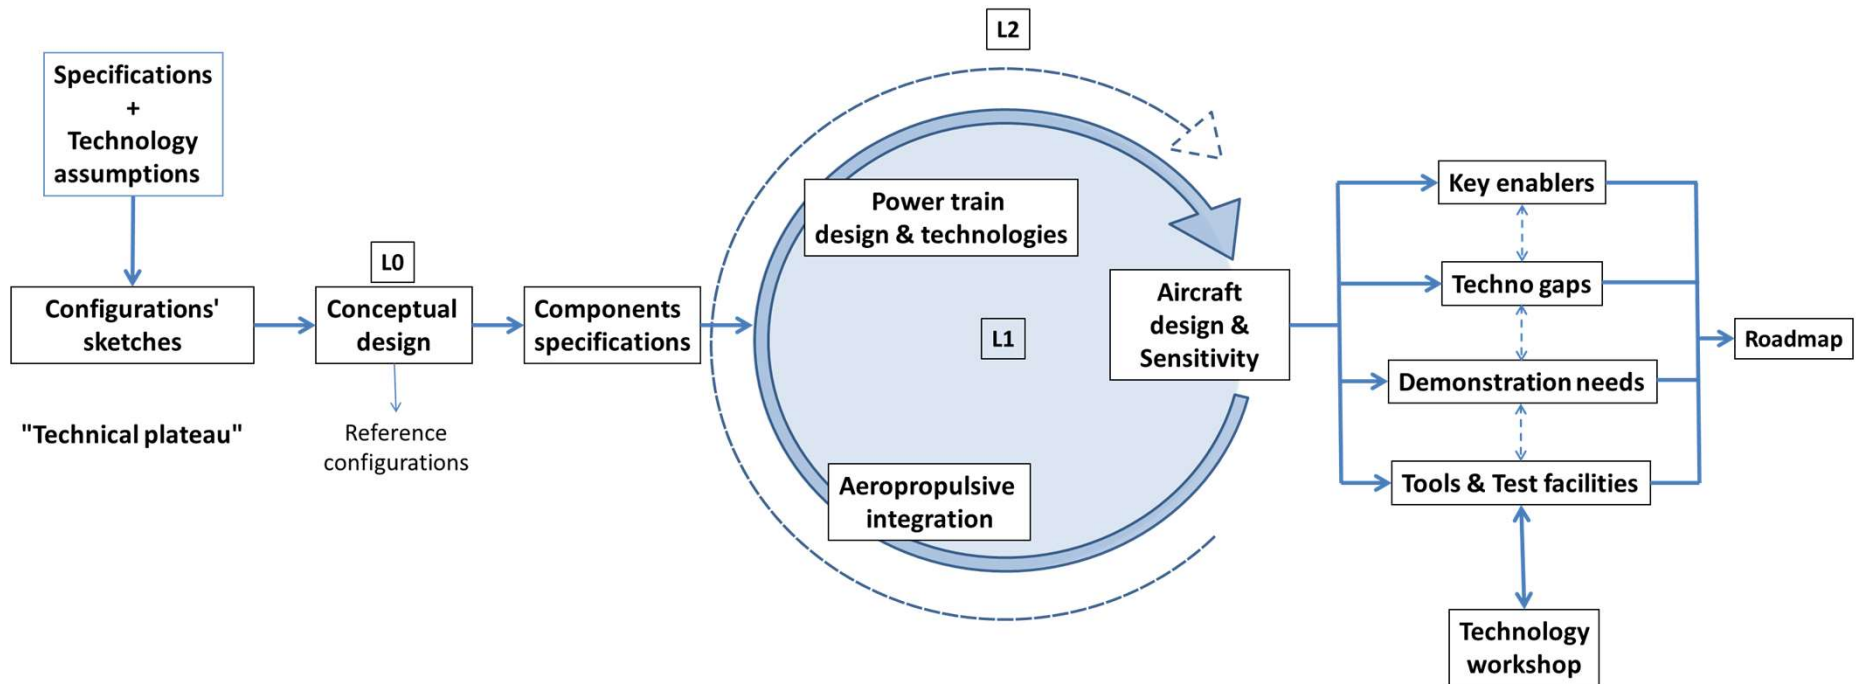 Specifications
+
Technology
assumptions
Configurations'
sketches
"Technical plateau"
L0
Conceptual
design
Reference
configurations
Components
specifications
L2
Power train
design & technologies
L1
Aircraft
design &
Sensitivity
Aeropropulsive
integration
Key enablers
Techno gaps
Demonstration needs
Tools & Test facilities
Technology
workshop
Roadmap